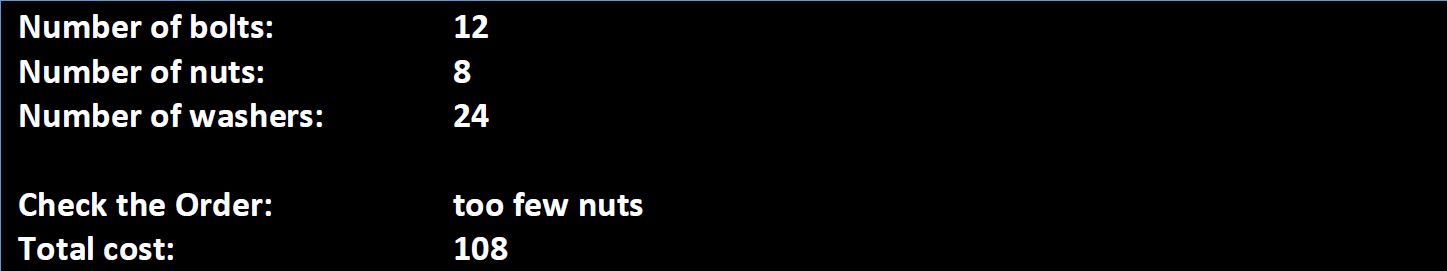 Number of bolts: 12
Number of nuts: 8
Number of washers: 24
Check the Order: too few nuts
Total cost: 108